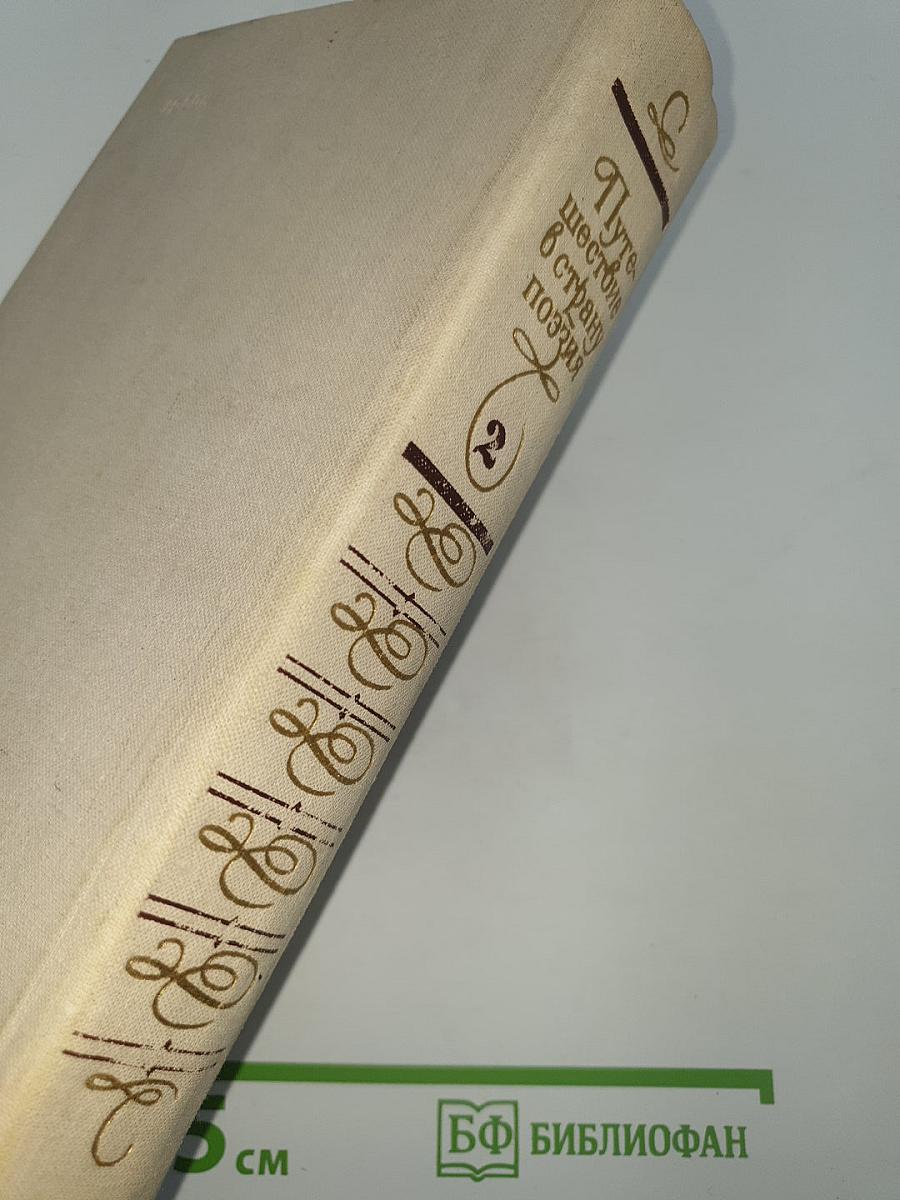 Путе-
шествие
в страну
поэзия
2
5 см
БФ БИБЛИОФАН